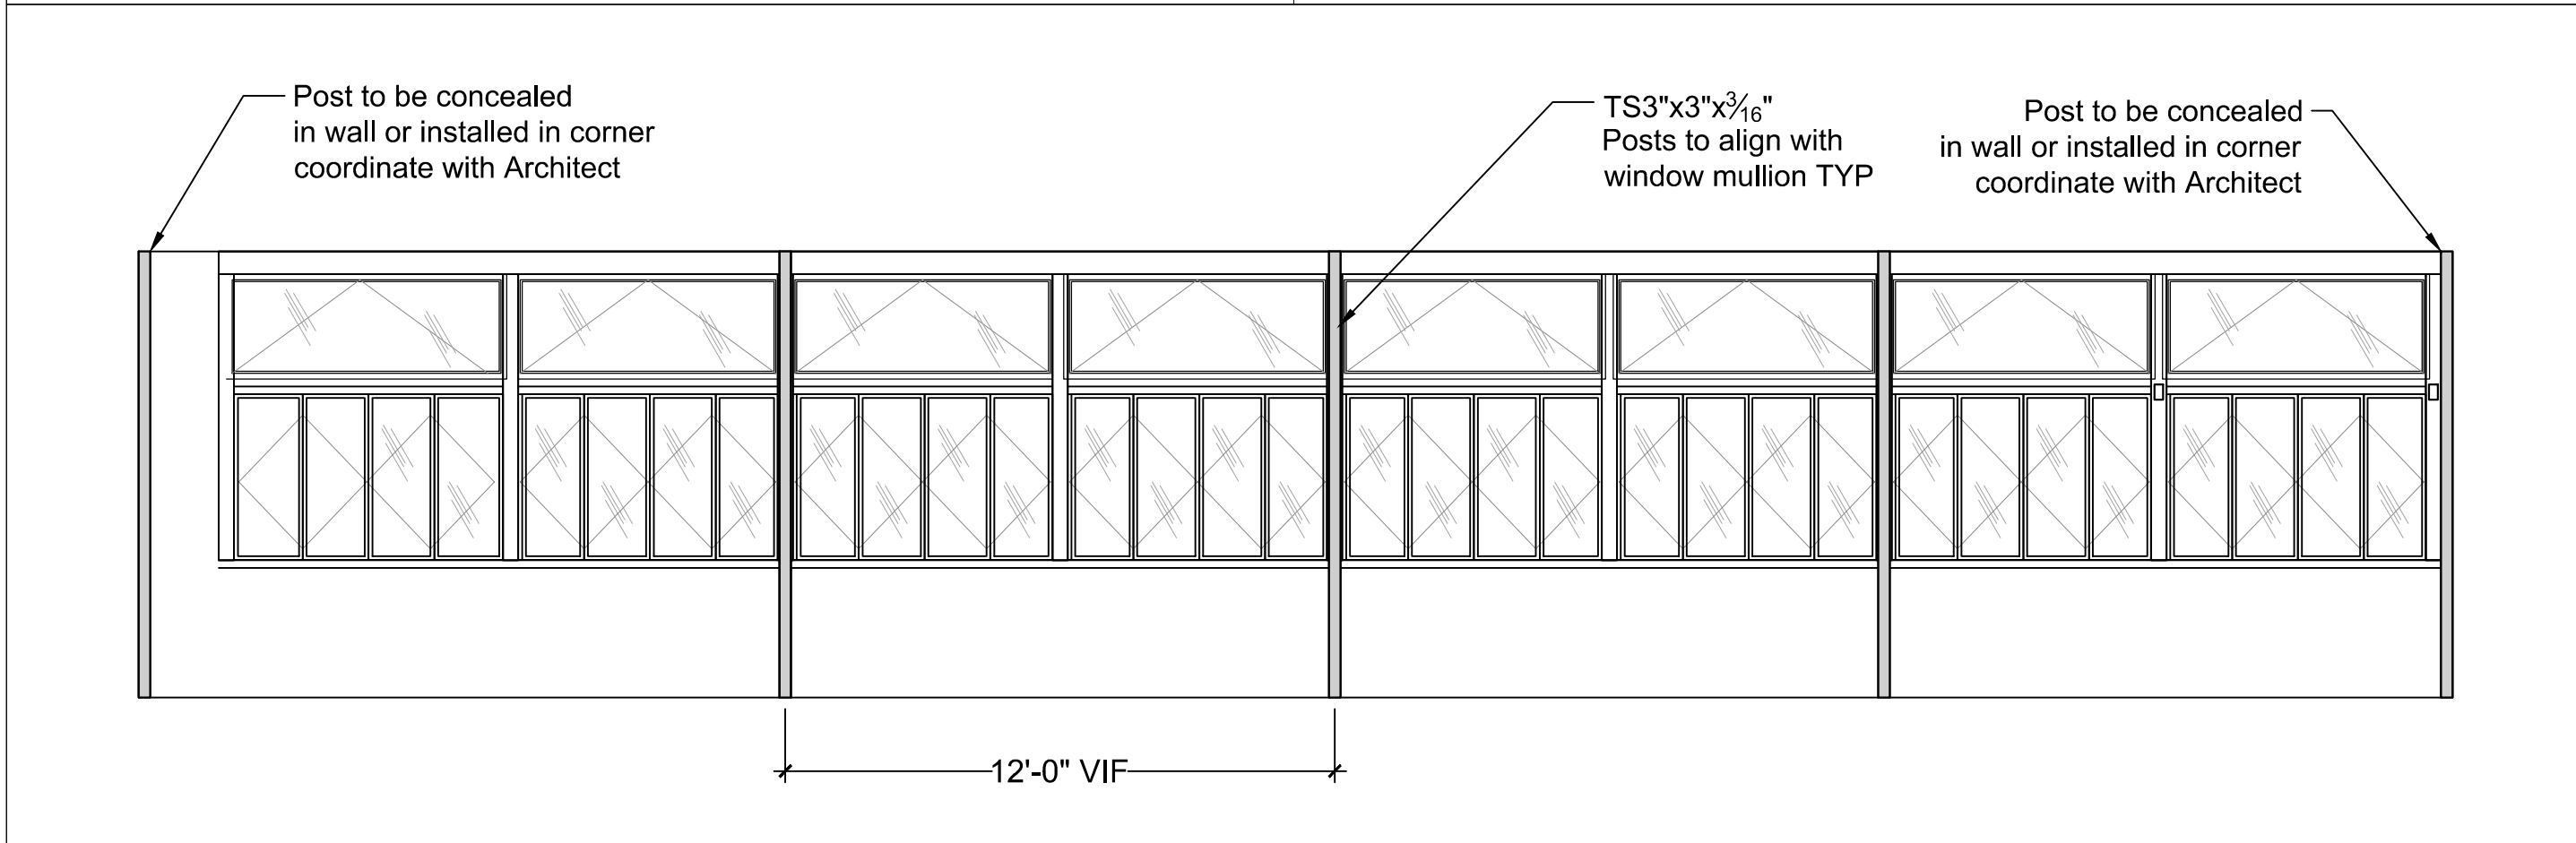 Post to be concealed
in wall or installed in corner
coordinate with Architect
TS3"x3"x3/16"
Posts to align with
window mullion TYP
Post to be concealed
in wall or installed in corner
coordinate with Architect
12'-0" VIF